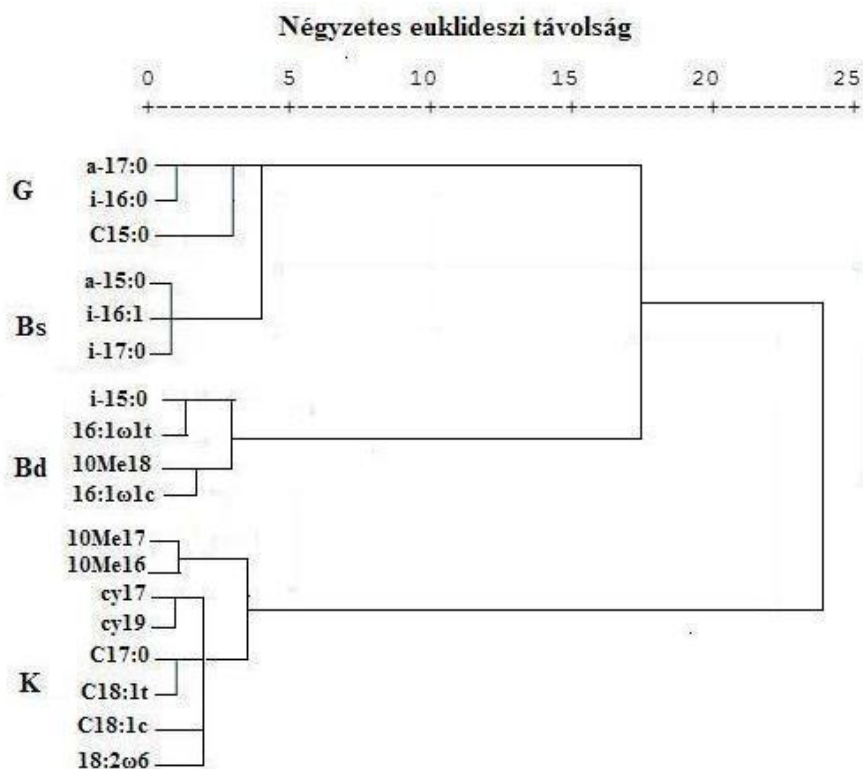 Négyzetes euklideszi távolság
0 5 10 15 20 25
G
a-17:0
i-16:0
C15:0
Bs
a-15:0
i-16:1
i-17:0
Bd
i-15:0
16:1ω1t
10Me18
16:1ω1c
K
10Me17
10Me16
cy17
cy19
C17:0
C18:1t
C18:1c
18:2ω6